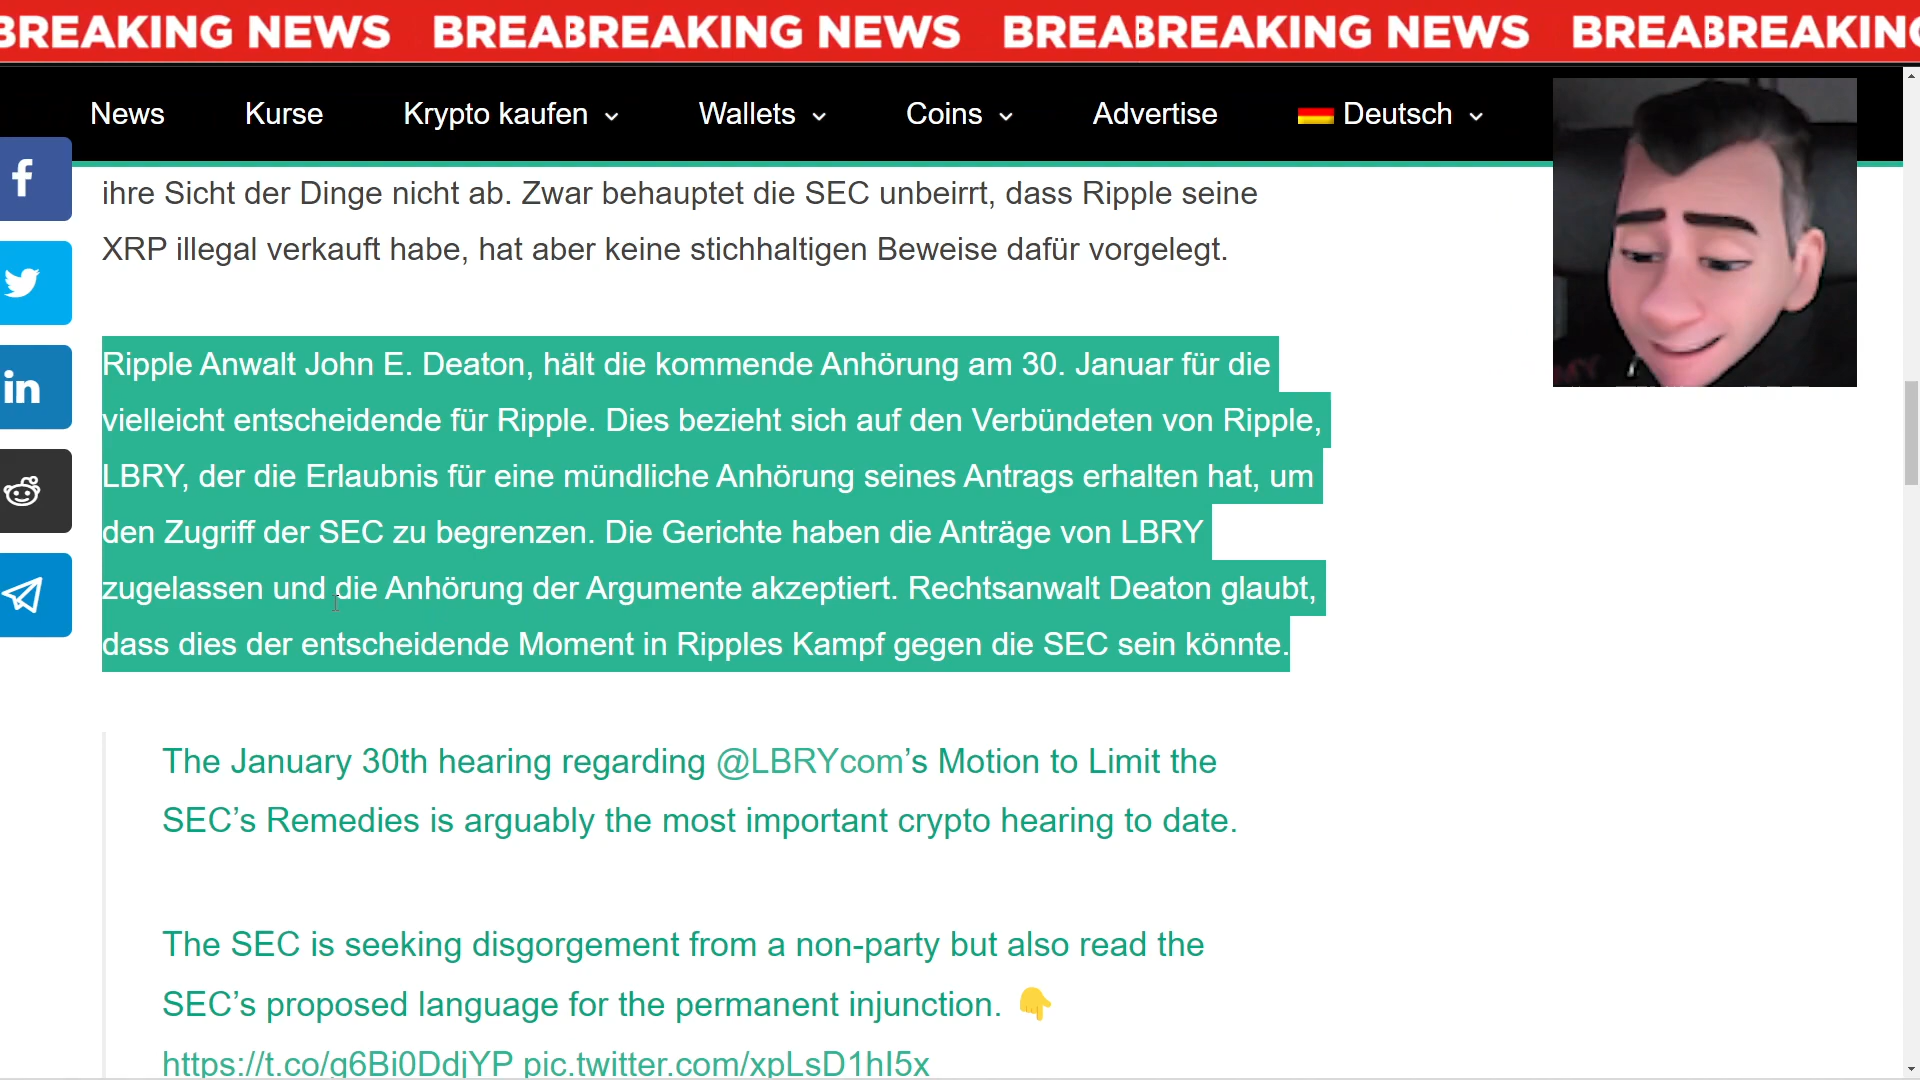 BREAKING NEWS BREABREAKING NEWS BREABREAKING NEWS BREABREAKING
News Kurse Krypto kaufen Wallets Coins Advertise Deutsch
ihre Sicht der Dinge nicht ab. Zwar behauptet die SEC unbeirrt, dass Ripple seine
XRP illegal verkauft habe, hat aber keine stichhaltigen Beweise dafür vorgelegt.
Ripple Anwalt John E. Deaton, hält die kommende Anhörung am 30. Januar für die
vielleicht entscheidende für Ripple. Dies bezieht sich auf den Verbündeten von Ripple,
LBRY, der die Erlaubnis für eine mündliche Anhörung seines Antrags erhalten hat, um
den Zugriff der SEC zu begrenzen. Die Gerichte haben die Anträge von LBRY
zugelassen und die Anhörung der Argumente akzeptiert. Rechtsanwalt Deaton glaubt,
dass dies der entscheidende Moment in Ripples Kampf gegen die SEC sein könnte.
The January 30th hearing regarding @LBRYcom’s Motion to Limit the
SEC’s Remedies is arguably the most important crypto hearing to date.
The SEC is seeking disgorgement from a non-party but also read the
SEC’s proposed language for the permanent injunction. 👇
https://t.co/g6Bi0DdjYP pic.twitter.com/xpLsD1hI5x